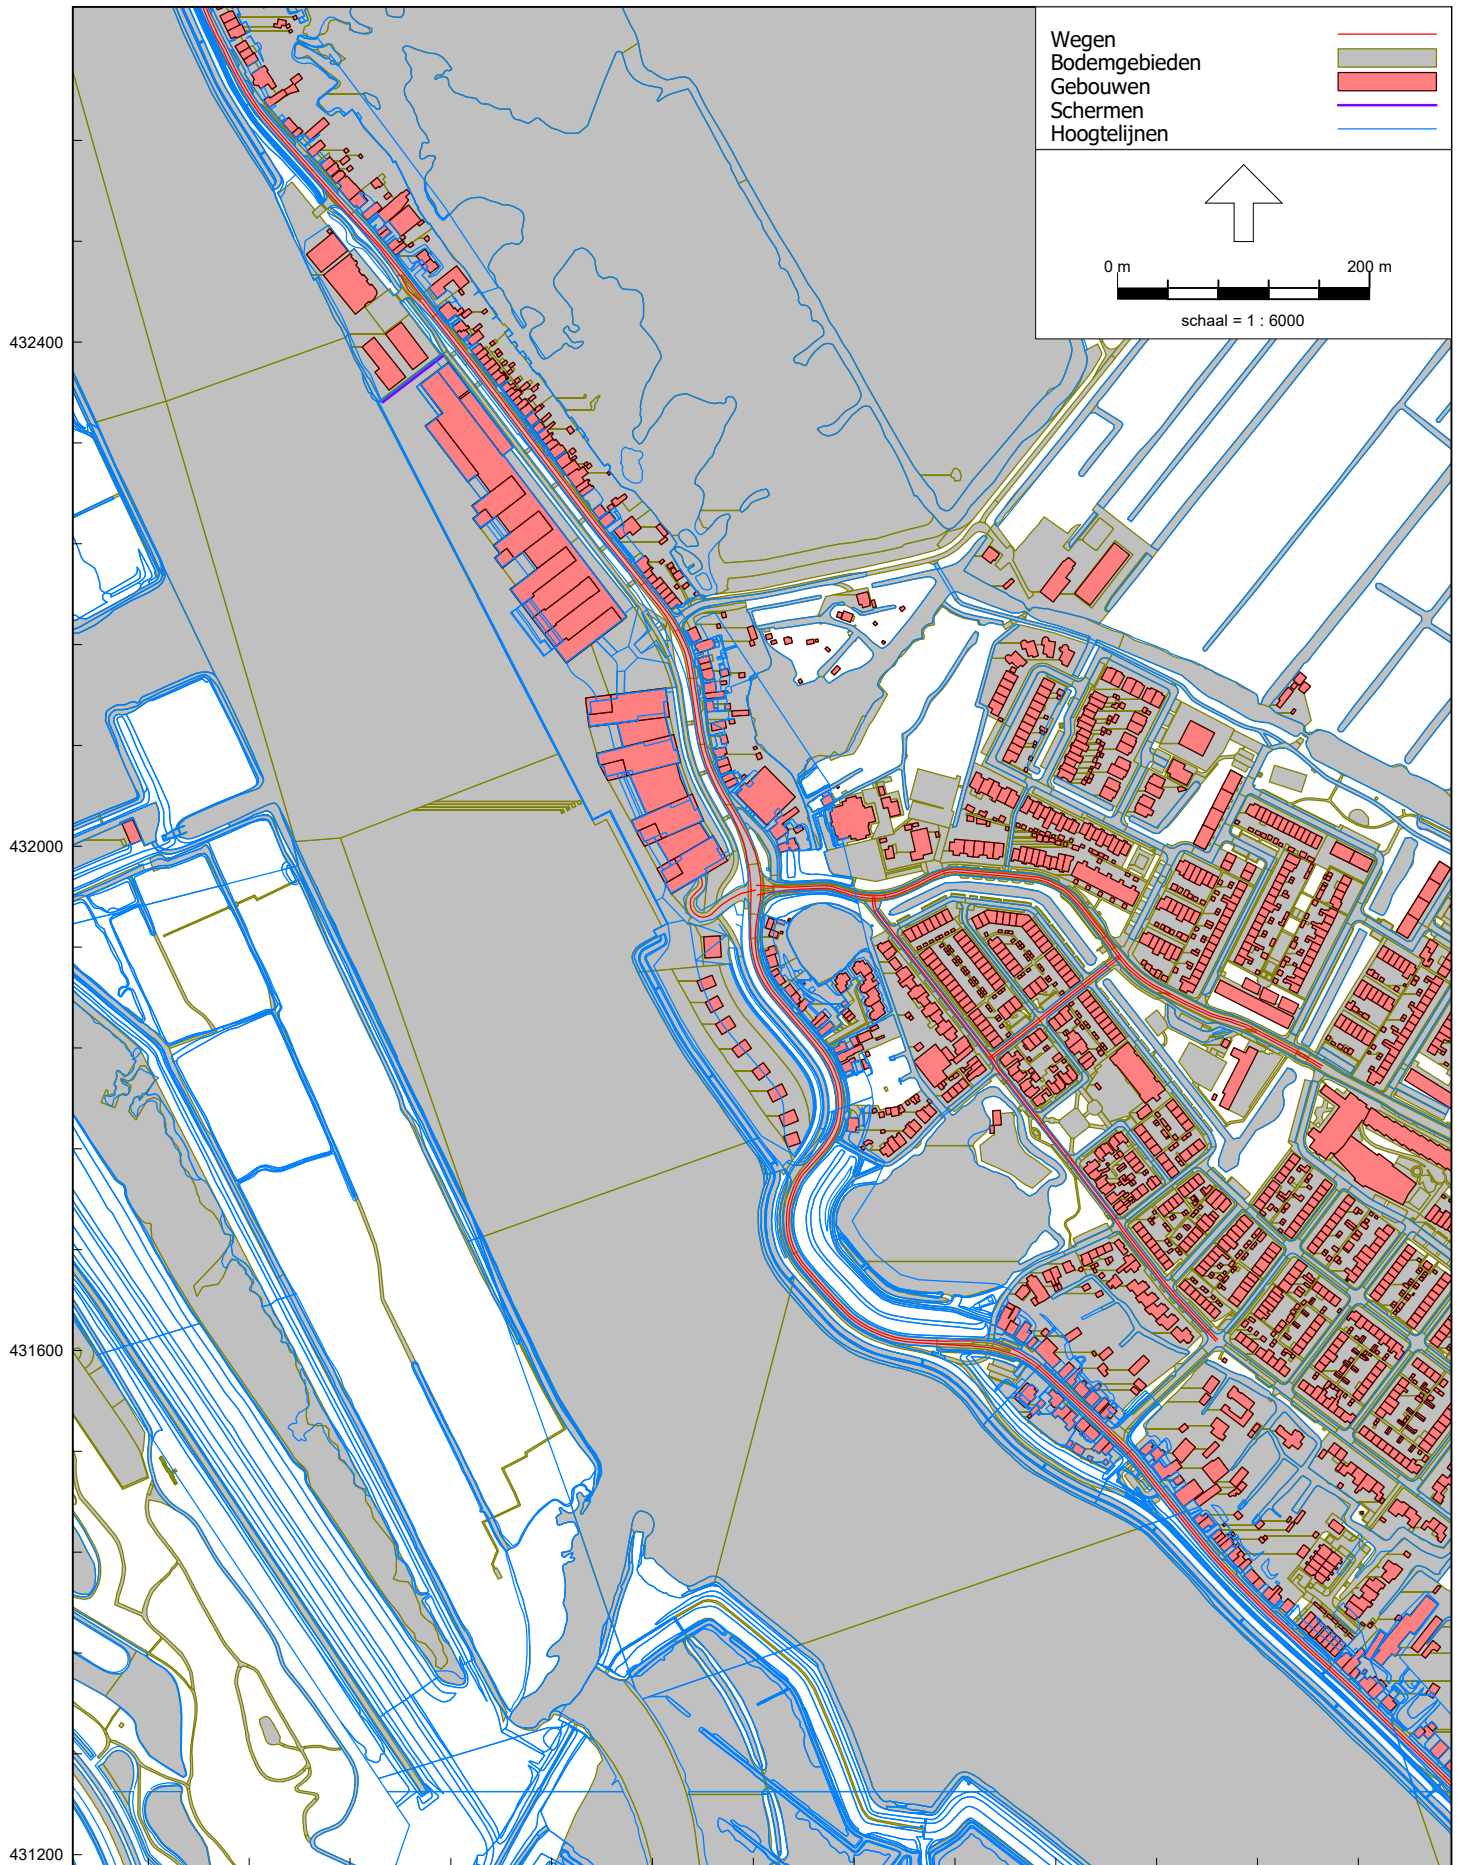 Wegen
Bodemgebieden
Gebouwen
Schermen
Hoogtelijnen
0 m 200 m
schaal = 1 : 6000
432400
432000
431600
431200